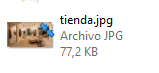 tienda.jpg
Archivo JPG
77,2 KB